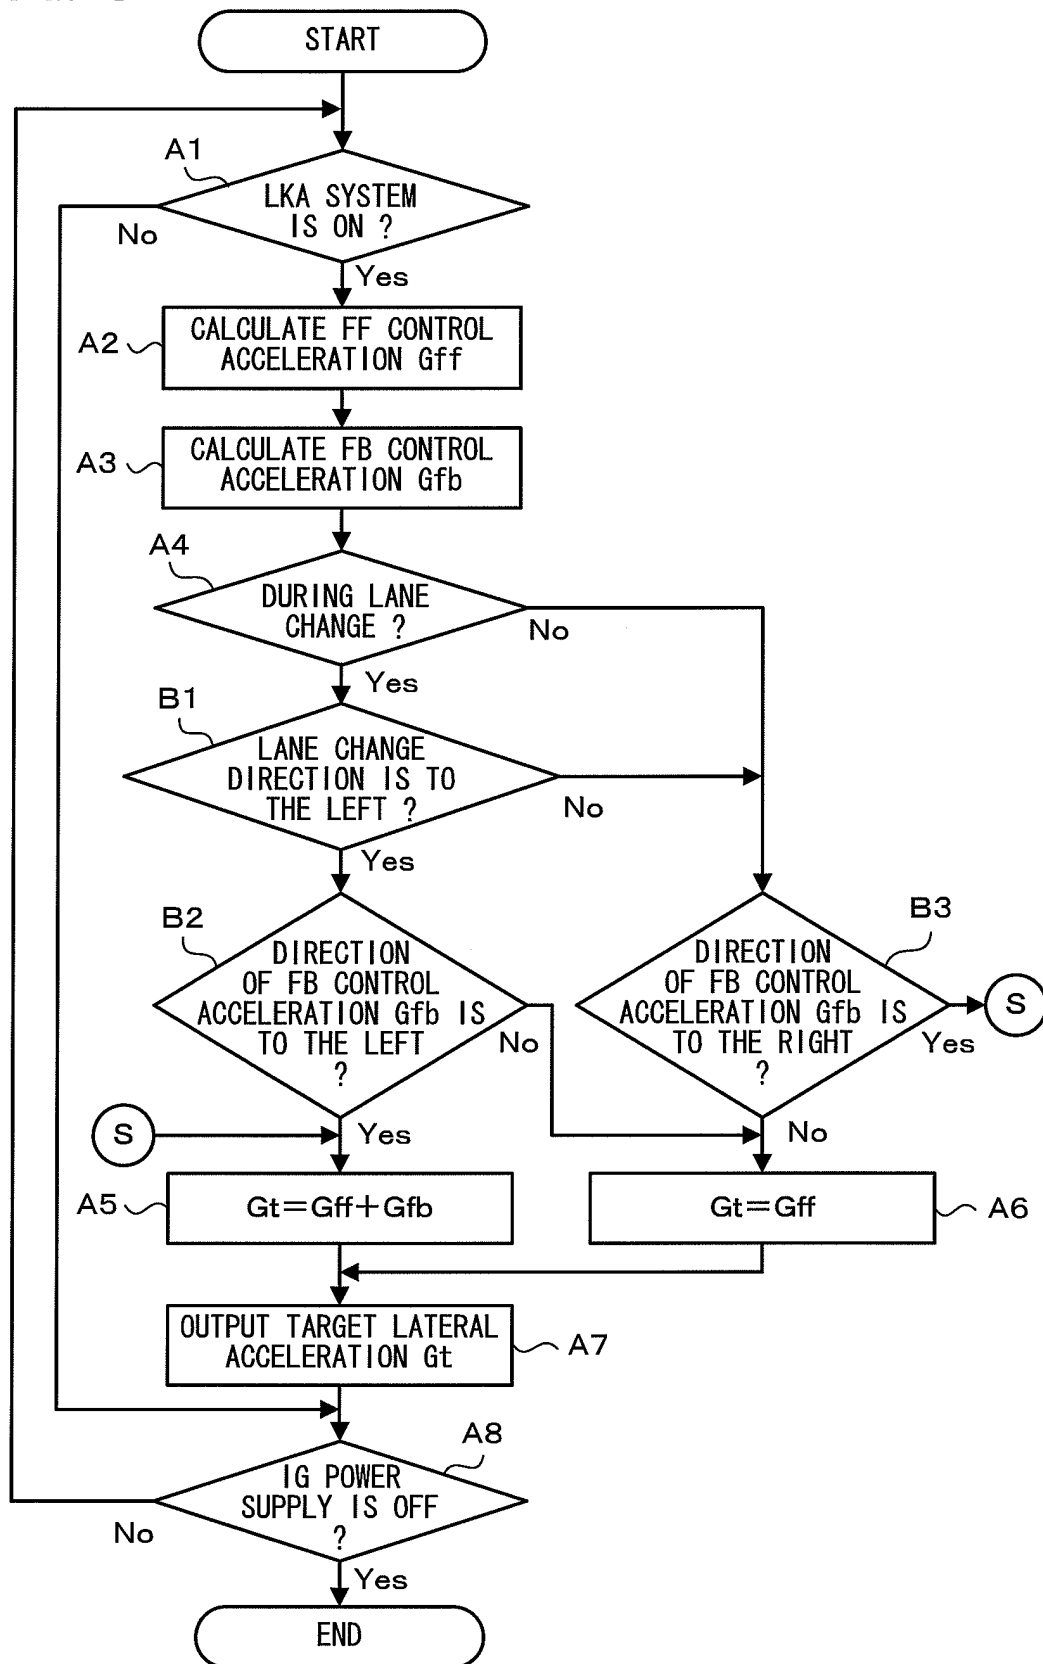 START
A1
LKA SYSTEM
IS ON ?
No
Yes
A2
CALCULATE FF CONTROL
ACCELERATION Gff
A3
CALCULATE FB CONTROL
ACCELERATION Gfb
A4
DURING LANE
CHANGE ?
No
Yes
B1
LANE CHANGE
DIRECTION IS TO
THE LEFT ?
No
Yes
B2
DIRECTION
OF FB CONTROL
ACCELERATION Gfb IS
TO THE LEFT
?
No
Yes
B3
DIRECTION
OF FB CONTROL
ACCELERATION Gfb IS
TO THE RIGHT
?
Yes
S
No
S
A5
Gt=Gff+Gfb
Gt=Gff
A6
OUTPUT TARGET LATERAL
ACCELERATION Gt
A7
A8
IG POWER
SUPPLY IS OFF
?
No
Yes
END